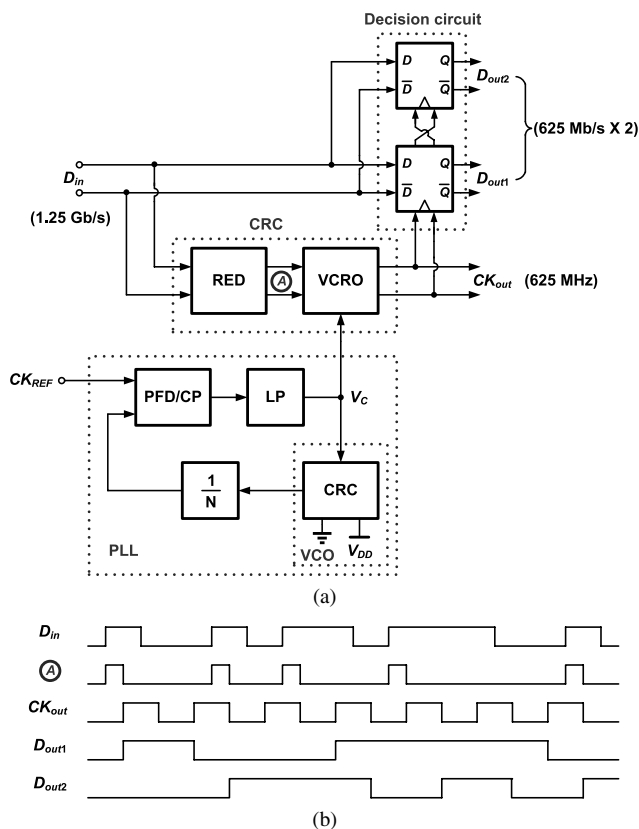 Decision circuit
D Q
D̅ Q̅
D_out2
(625 Mb/s X 2)
D Q
D̅ Q̅
D_out1
D_in
(1.25 Gb/s)
CRC
RED
A
VCRO
CK_out (625 MHz)
CK_REF
PFD/CP
LP
V_C
1
N
CRC
VCO
V_DD
PLL
(a)
D_in
A
CK_out
D_out1
D_out2
(b)